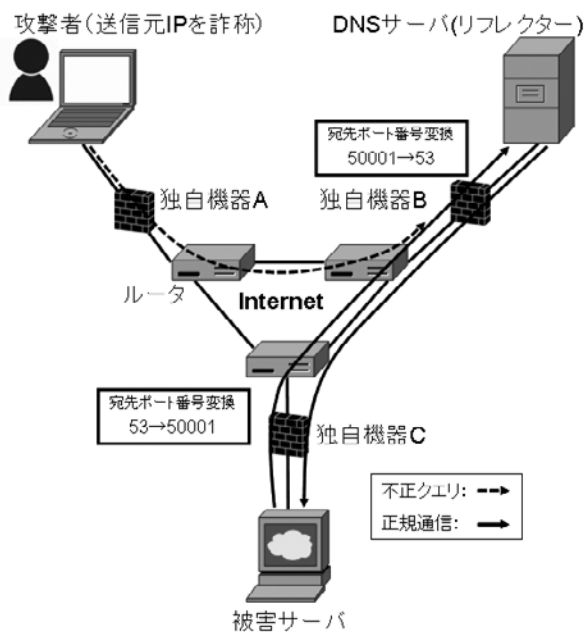 攻撃者(送信元IPを詐称)
DNSサーバ(リフレクター)
宛先ポート番号変換
50001→53
独自機器A
独自機器B
ルータ
Internet
宛先ポート番号変換
53→50001
独自機器C
不正クエリ:
正規通信:
被害サーバ